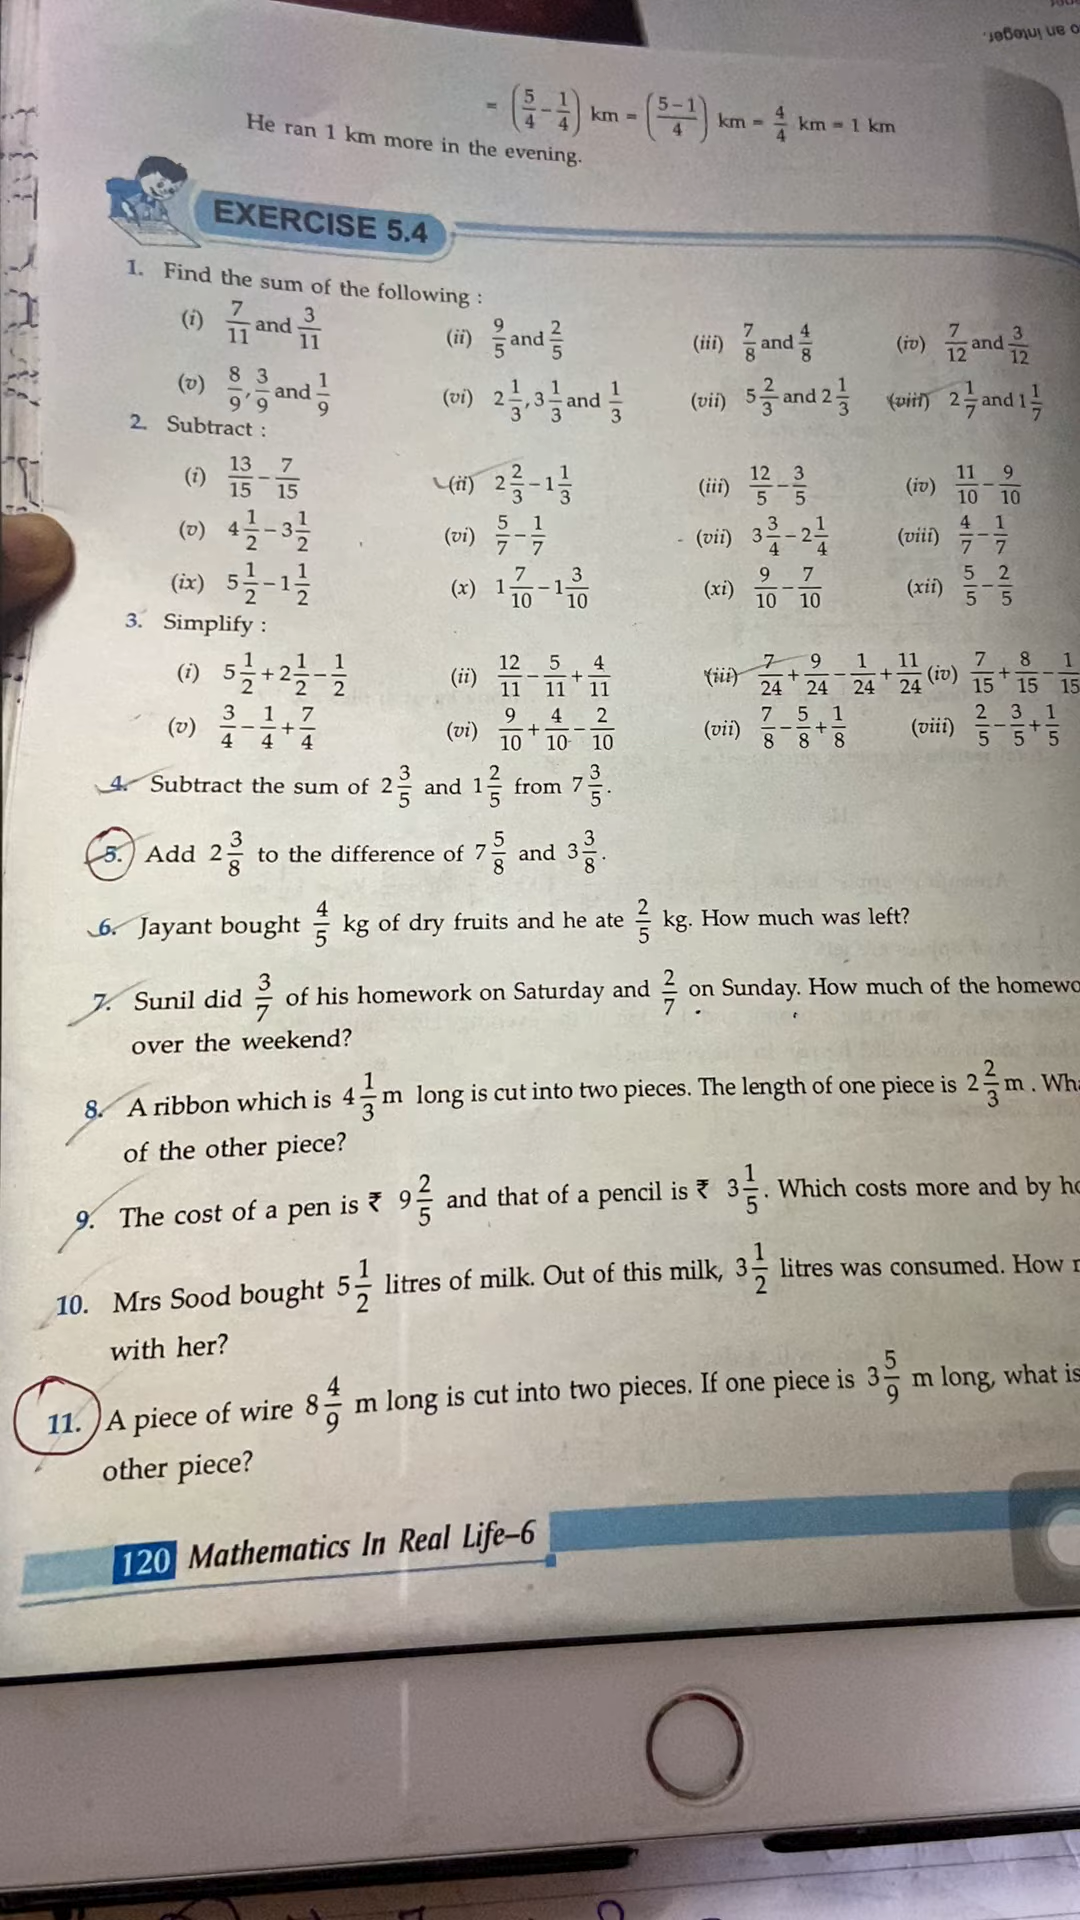 o an integer.
= (5/4 − 1/4) km = ((5−1)/4) km = 4/4 km = 1 km
He ran 1 km more in the evening.
EXERCISE 5.4
1. Find the sum of the following :
(i) 7/11 and 3/11 (ii) 9/5 and 2/5 (iii) 7/8 and 4/8 (iv) 7/12 and 3/12
(v) 8/9, 3/9 and 1/9 (vi) 2 1/3, 3 1/3 and 1/3 (vii) 5 2/3 and 2 1/3 (viii) 2 1/7 and 1 1/7
2. Subtract :
(i) 13/15 − 7/15 (ii) 2 2/3 − 1 1/3 (iii) 12/5 − 3/5 (iv) 11/10 − 9/10
(v) 4 1/2 − 3 1/2 (vi) 5/7 − 1/7 (vii) 3 3/4 − 2 1/4 (viii) 4/7 − 1/7
(ix) 5 1/2 − 1 1/2 (x) 1 7/10 − 1 3/10 (xi) 9/10 − 7/10 (xii) 5/5 − 2/5
3. Simplify :
(i) 5 1/2 + 2 1/2 − 1/2 (ii) 12/11 − 5/11 + 4/11 (iii) 7/24 + 9/24 − 1/24 + 11/24 (iv) 7/15 + 8/15 − 1/15
(v) 3/4 − 1/4 + 7/4 (vi) 9/10 + 4/10 − 2/10 (vii) 7/8 − 5/8 + 1/8 (viii) 2/5 − 3/5 + 1/5
4. Subtract the sum of 2 3/5 and 1 2/5 from 7 3/5.
5. Add 2 3/8 to the difference of 7 5/8 and 3 3/8.
6. Jayant bought 4/5 kg of dry fruits and he ate 2/5 kg. How much was left?
7. Sunil did 3/7 of his homework on Saturday and 2/7 on Sunday. How much of the homewo
over the weekend?
8. A ribbon which is 4 1/3 m long is cut into two pieces. The length of one piece is 2 2/3 m. Wha
of the other piece?
9. The cost of a pen is ₹ 9 2/5 and that of a pencil is ₹ 3 1/5. Which costs more and by ho
10. Mrs Sood bought 5 1/2 litres of milk. Out of this milk, 3 1/2 litres was consumed. How
with her?
11. A piece of wire 8 4/9 m long is cut into two pieces. If one piece is 3 5/9 m long, what is
other piece?
120 Mathematics In Real Life–6